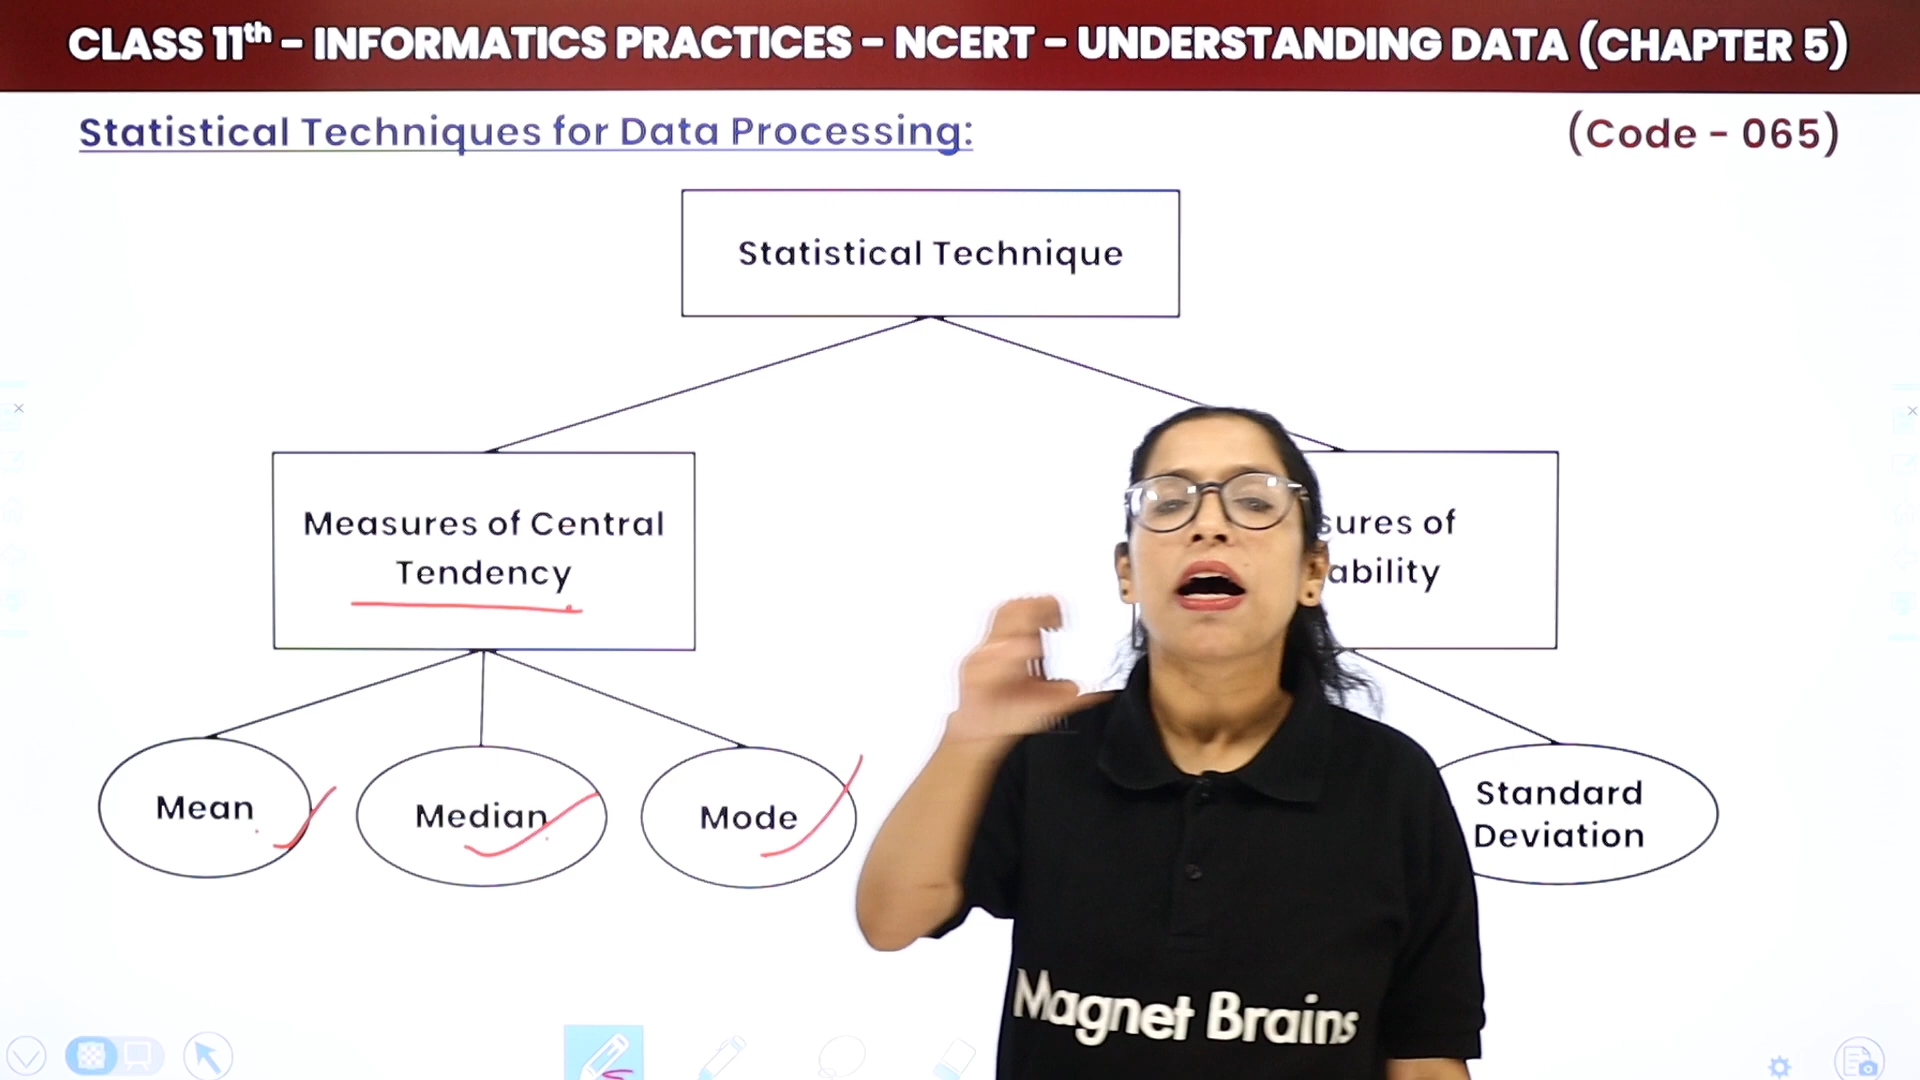 CLASS 11th - INFORMATICS PRACTICES - NCERT - UNDERSTANDING DATA (CHAPTER 5)
Statistical Techniques for Data Processing:
(Code - 065)
Statistical Technique
Measures of Central
Tendency
sures of
ability
Mean
Median
Mode
Standard
Deviation
Magnet Brains